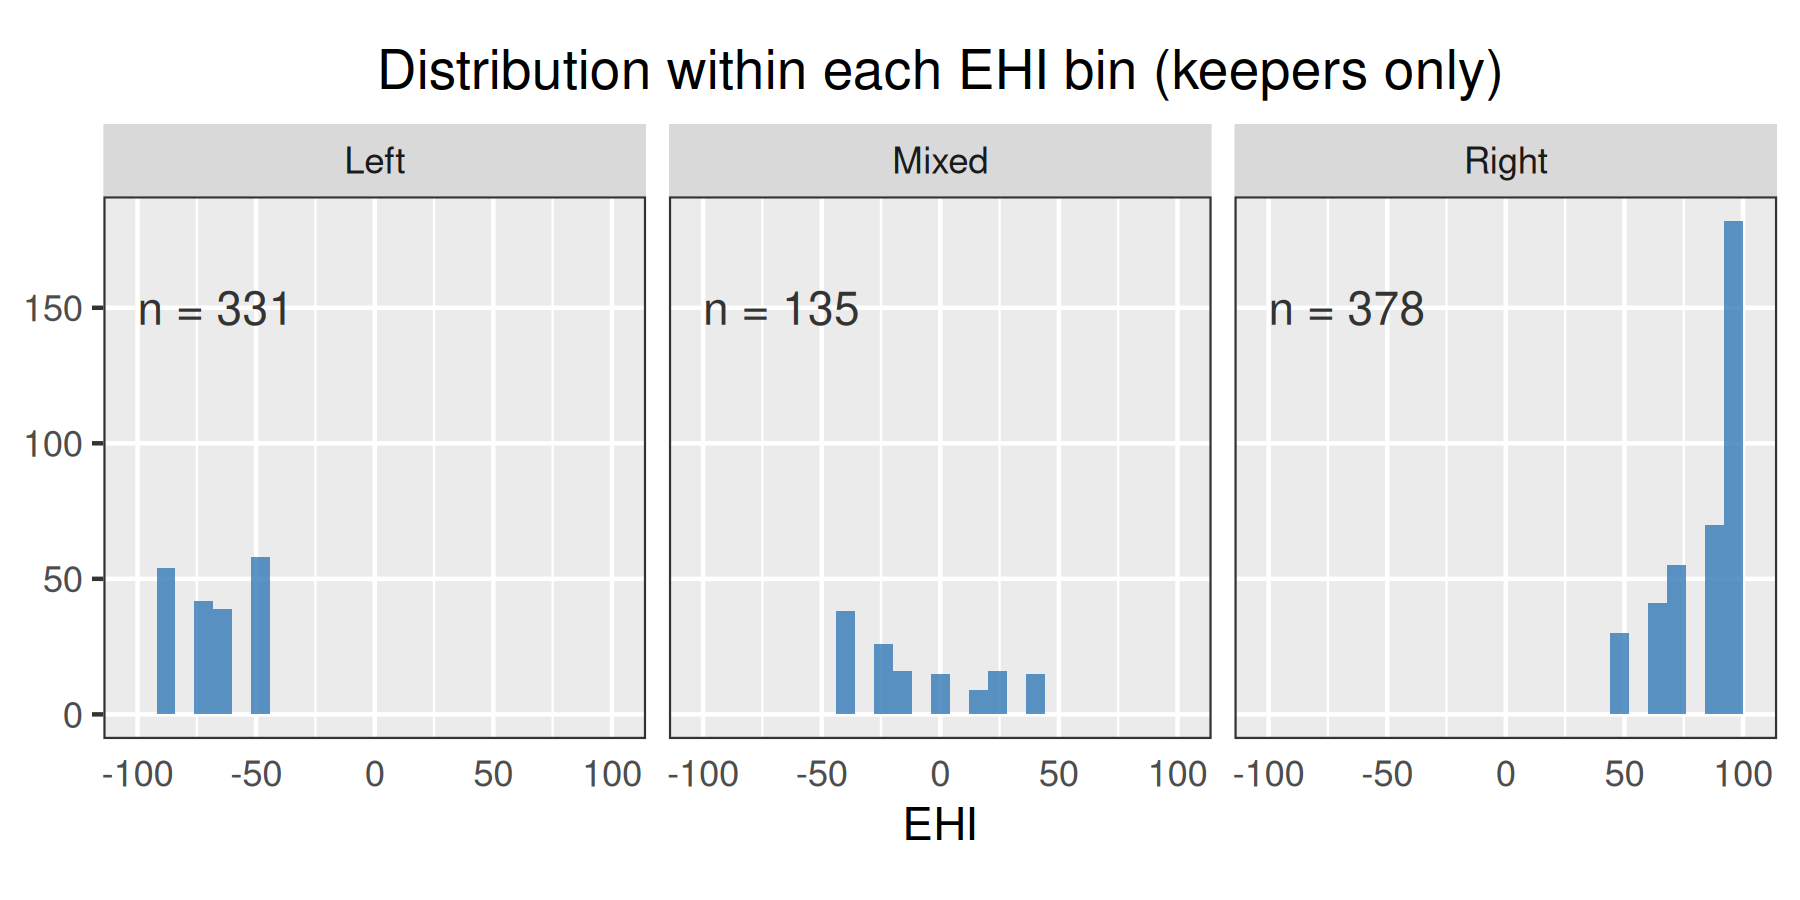 Distribution within each EHI bin (keepers only)
Left
Mixed
Right
n = 331
n = 135
n = 378
150
100
50
0
-100 -50 0 50 100
-100 -50 0 50 100
-100 -50 0 50 100
EHI